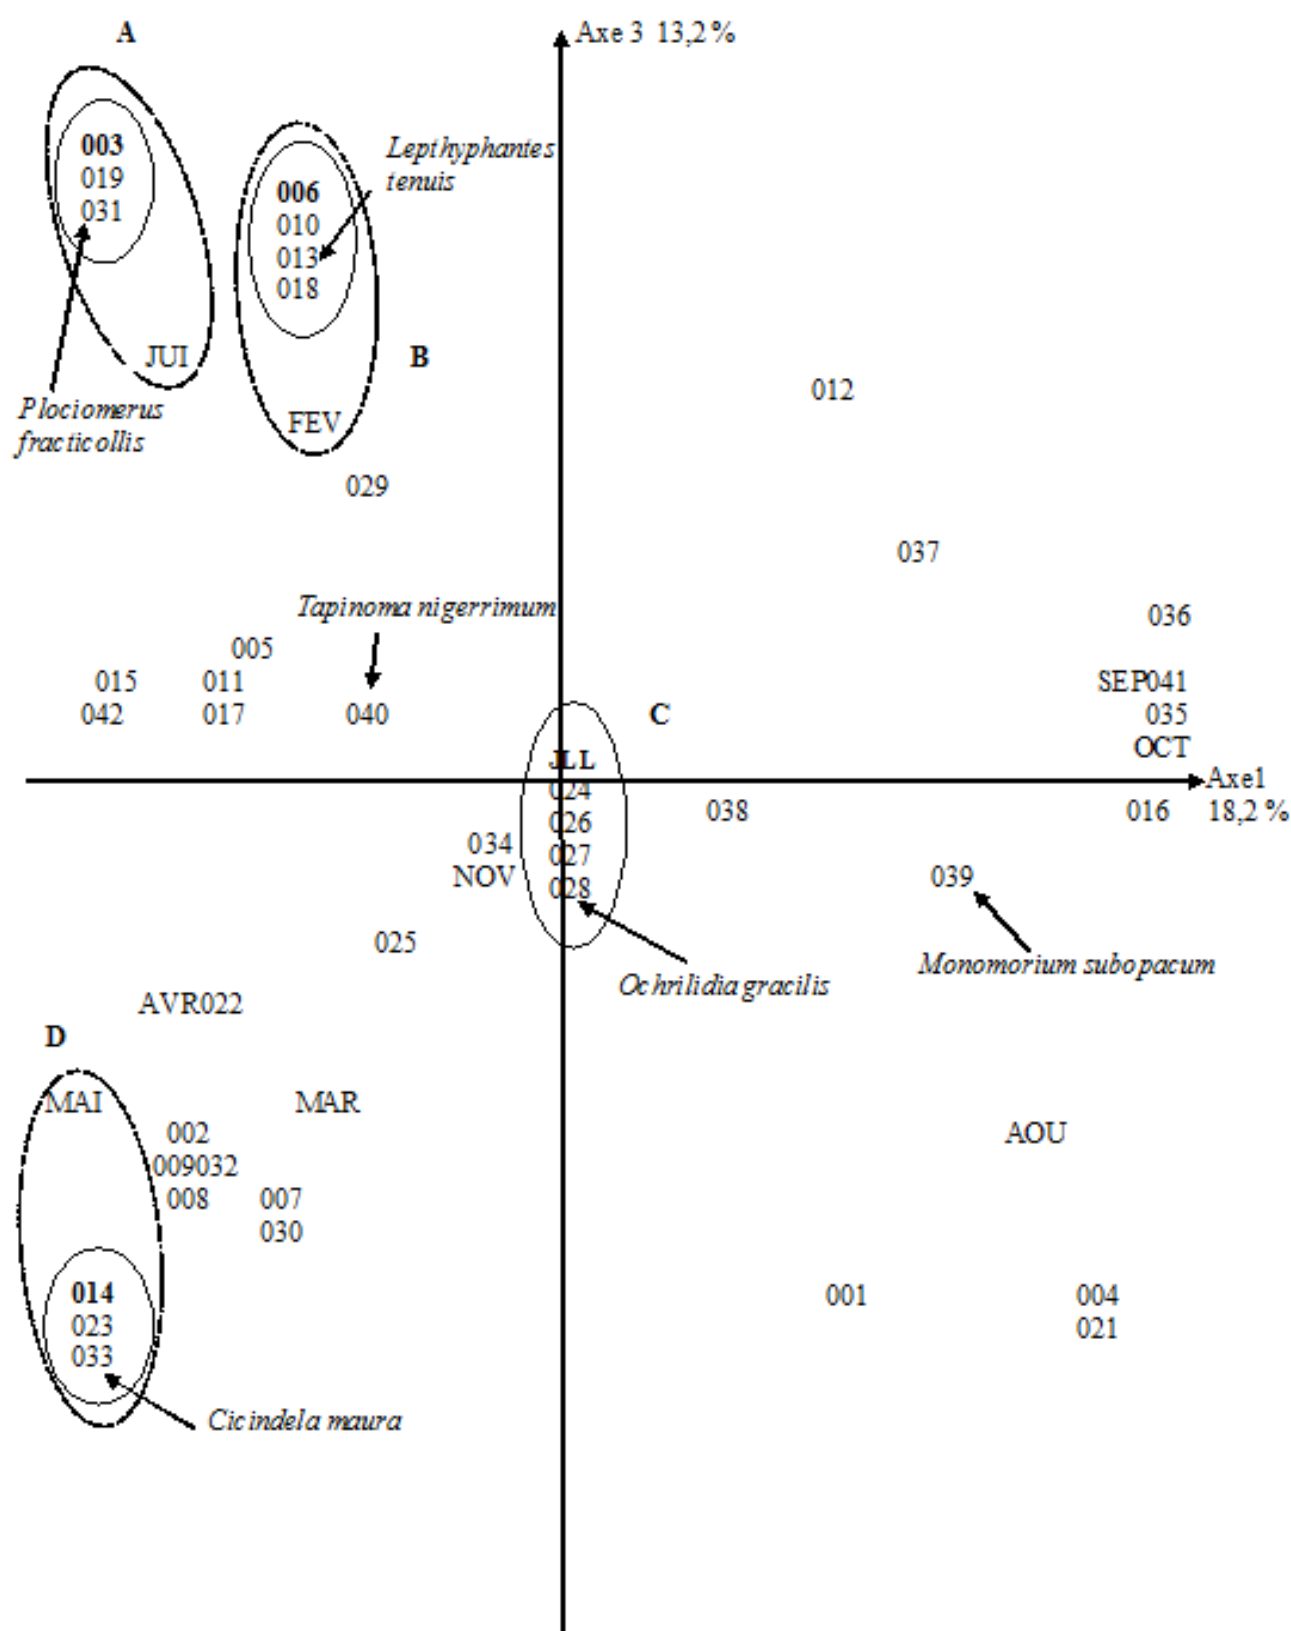 A
Axe 3 13,2 %
003
019
031
Lepthyphantes
tenuis
006
010
013
018
JUI
B
012
Plociomerus
fracticollis
FEV
029
037
Tapinoma nigerrimum
036
005
015
011
SEP041
042
017
040
C
035
OCT
JLL
Axe1
024
038
016
18,2 %
026
034
027
NOV
028
039
025
Monomorium subopacum
Ochrilidia gracilis
AVR022
D
MAI
MAR
002
AOU
009032
008
007
030
014
001
004
023
021
033
Cicindela maura